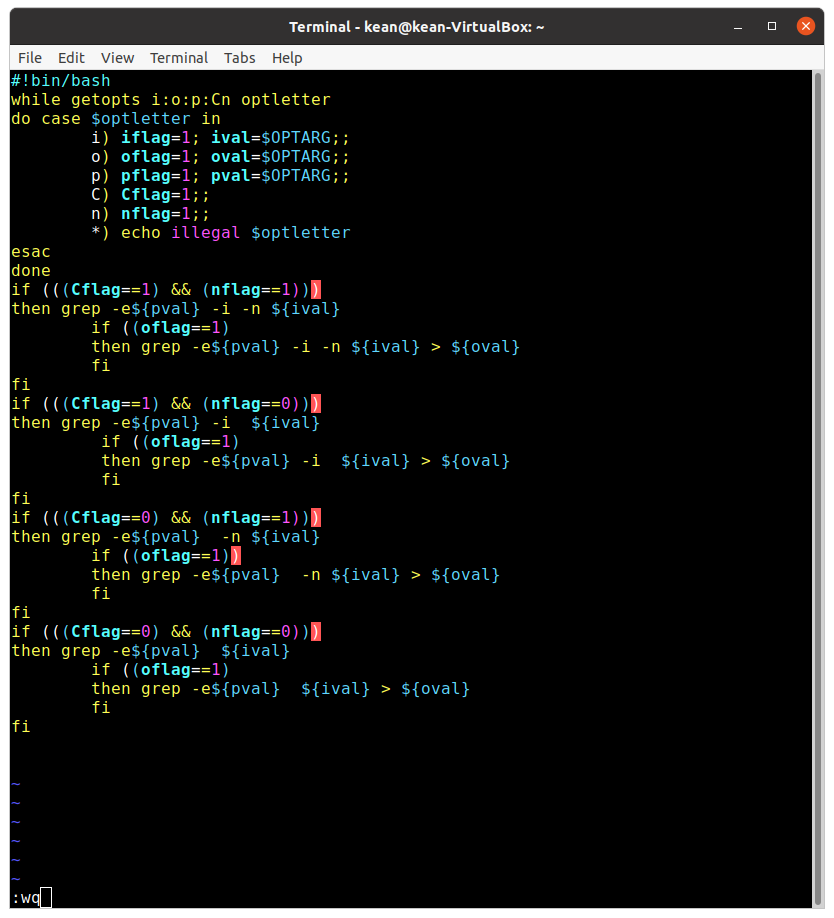 Terminal - kean@kean-VirtualBox: ~
File Edit View Terminal Tabs Help
#!bin/bash
while getopts i:o:p:Cn optletter
do case $optletter in
        i) iflag=1; ival=$OPTARG;;
        o) oflag=1; oval=$OPTARG;;
        p) pflag=1; pval=$OPTARG;;
        C) Cflag=1;;
        n) nflag=1;;
        *) echo illegal $optletter
esac
done
if (((Cflag==1) && (nflag==1)))
then grep -e${pval} -i -n ${ival}
        if ((oflag==1)
        then grep -e${pval} -i -n ${ival} > ${oval}
        fi
fi
if (((Cflag==1) && (nflag==0)))
then grep -e${pval} -i  ${ival}
         if ((oflag==1)
         then grep -e${pval} -i  ${ival} > ${oval}
         fi
fi
if (((Cflag==0) && (nflag==1)))
then grep -e${pval}  -n ${ival}
        if ((oflag==1))
        then grep -e${pval}  -n ${ival} > ${oval}
        fi
fi
if (((Cflag==0) && (nflag==0)))
then grep -e${pval}  ${ival}
        if ((oflag==1)
        then grep -e${pval}  ${ival} > ${oval}
        fi
fi
~
~
~
~
~
~
:wq